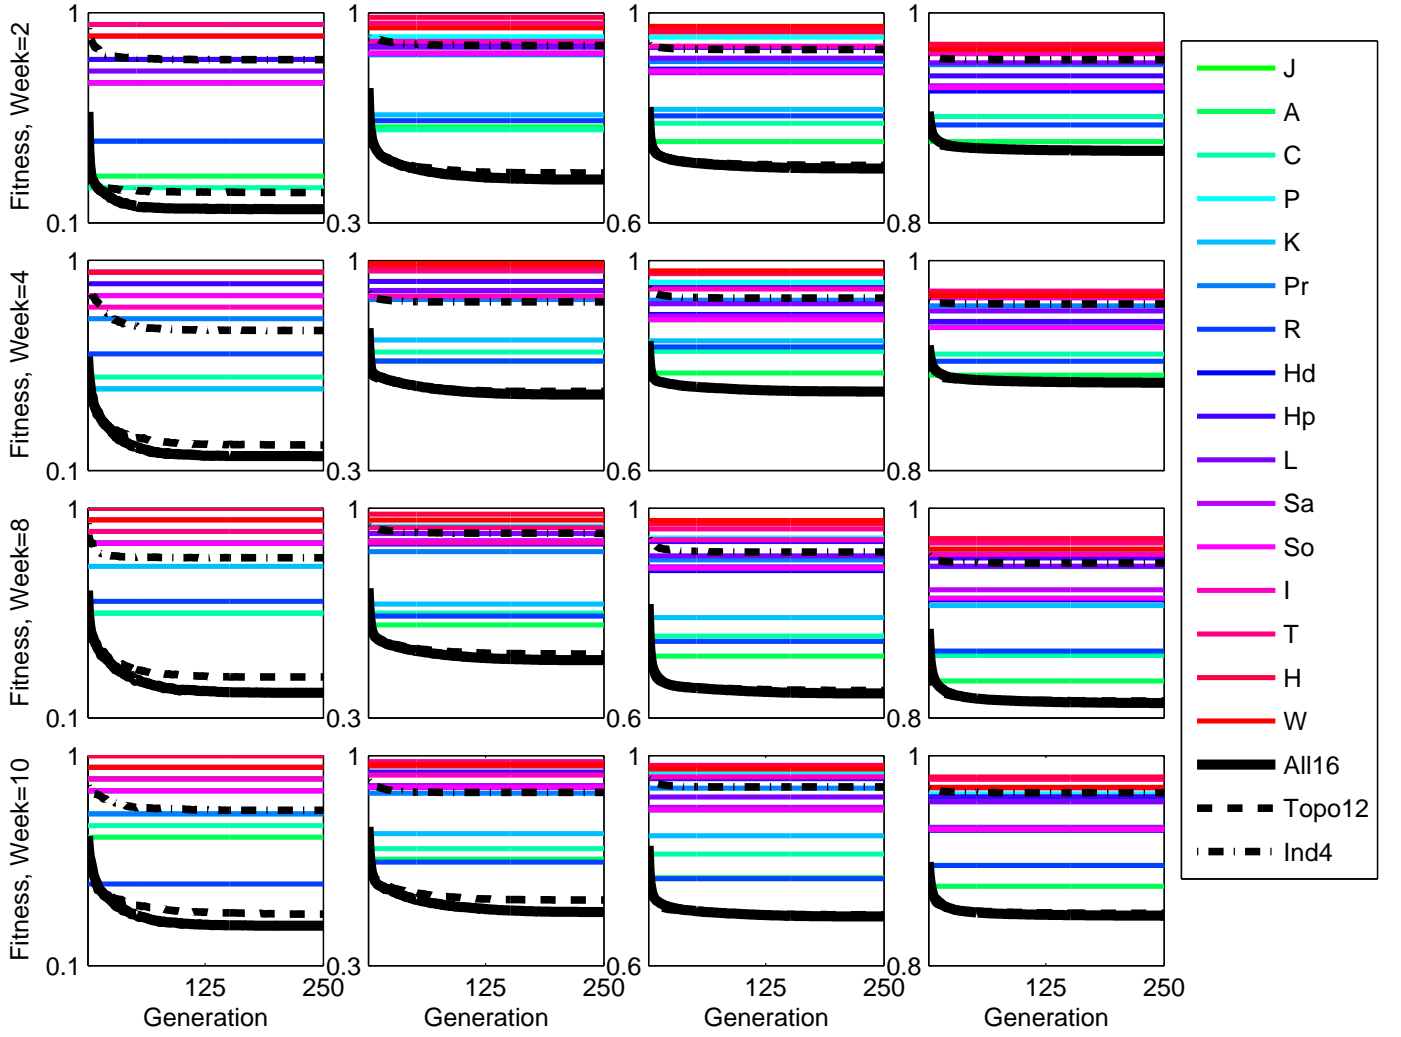 Fitness, Week=2
1
0.1
1
0.3
1
0.6
1
0.8
Fitness, Week=4
1
0.1
1
0.3
1
0.6
1
0.8
Fitness, Week=8
1
0.1
1
0.3
1
0.6
1
0.8
Fitness, Week=10
1
0.1
1
0.3
1
0.6
1
0.8
125
250
125
250
125
250
125
250
Generation
Generation
Generation
Generation
J
A
C
P
K
Pr
R
Hd
Hp
L
Sa
So
I
T
H
W
All16
Topo12
Ind4